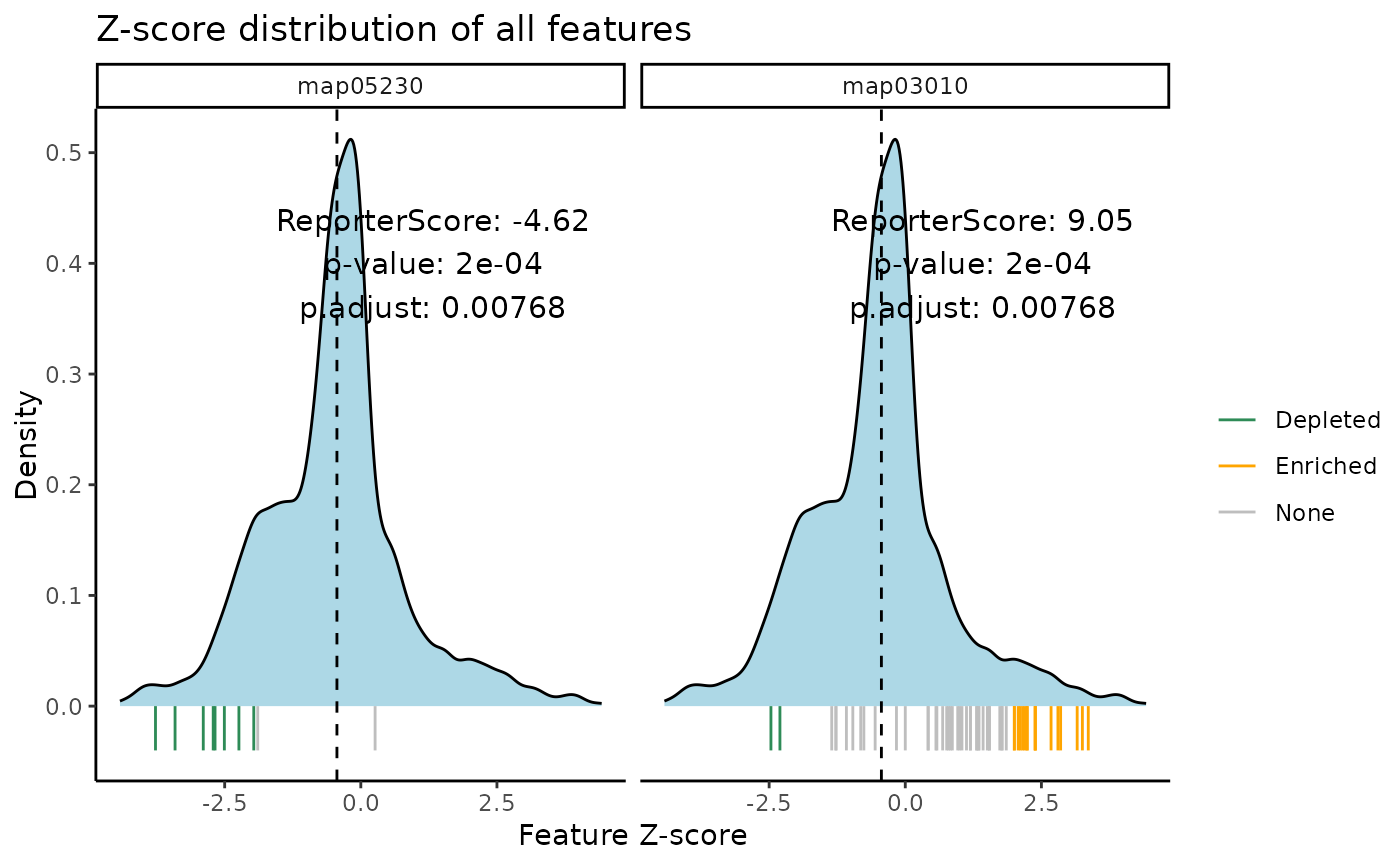 Z-score distribution of all features
map05230
map03010
ReporterScore: -4.62
p-value: 2e-04
p.adjust: 0.00768
ReporterScore: 9.05
p-value: 2e-04
p.adjust: 0.00768
Density
0.5
0.4
0.3
0.2
0.1
0.0
-2.5
0.0
2.5
-2.5
0.0
2.5
Feature Z-score
Depleted
Enriched
None